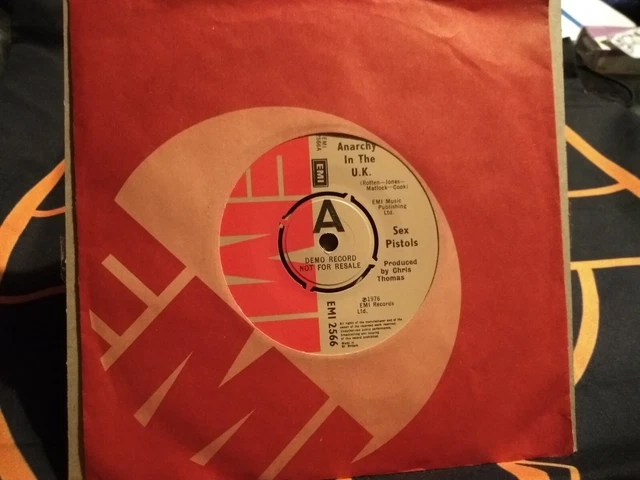 Anarchy
In The
U.K.
(Rotten-Jones-
Matlock-Cook)
EMI Music
Publishing
Ltd.
Sex
Pistols
Produced
by Chris
Thomas
℗1976
EMI Records
Ltd.
EMI
A
DEMO RECORD
NOT FOR RESALE
EMI 2566
EMI
EMI